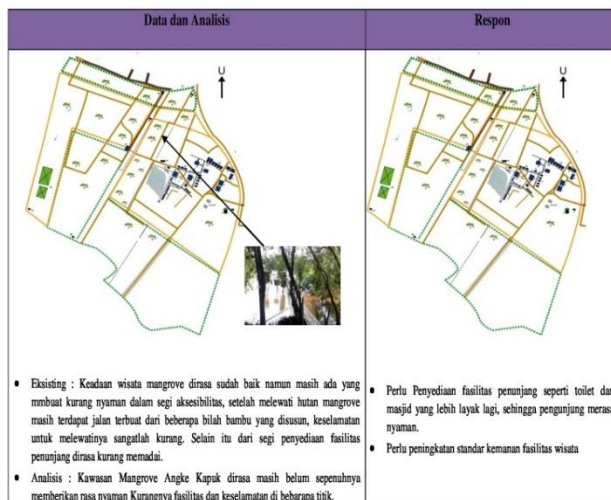 Data dan Analisis
Respon
U
U
• Eksisting : Keadaan wisata mangrove dirasa sudah baik namun masih ada yang
mmbuat kurang nyaman dalam segi aksesibilitas, setelah melewati hutan mangrove
masih terdapat jalan terbuat dari beberapa bilah bambu yang disusun, keselamatan
untuk melewatinya sangatlah kurang. Selain itu dari segi penyediaan fasilitas
penunjang dirasa kurang memadai.
• Analisis : Kawasan Mangrove Angke Kapuk dirasa masih belum sepenuhnya
memberikan rasa nyaman Kurangnya fasilitas dan keselamatan di bebarapa titik.
• Perlu Penyediaan fasilitas penunjang seperti toilet dan
masjid yang lebih layak lagi, sehingga pengunjung merasa
nyaman.
• Perlu peningkatan standar kemanan fasilitas wisata